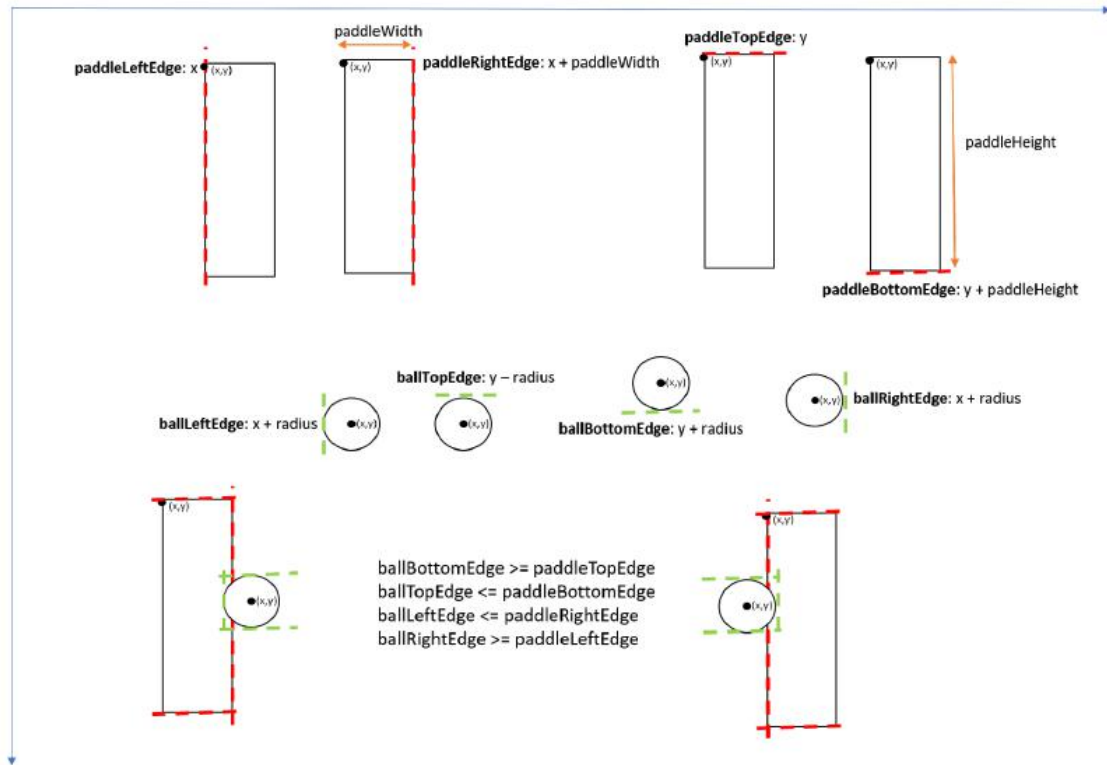 paddleWidth
paddleTopEdge: y
paddleLeftEdge: x
(x,y)
(x,y)
paddleRightEdge: x + paddleWidth
(x,y)
(x,y)
paddleHeight
paddleBottomEdge: y + paddleHeight
ballTopEdge: y – radius
(x,y)
ballRightEdge: x + radius
(x,y)
ballLeftEdge: x + radius
(x,y)
(x,y)
ballBottomEdge: y + radius
(x,y)
(x,y)
ballBottomEdge >= paddleTopEdge
ballTopEdge <= paddleBottomEdge
ballLeftEdge <= paddleRightEdge
ballRightEdge >= paddleLeftEdge
(x,y)
(x,y)